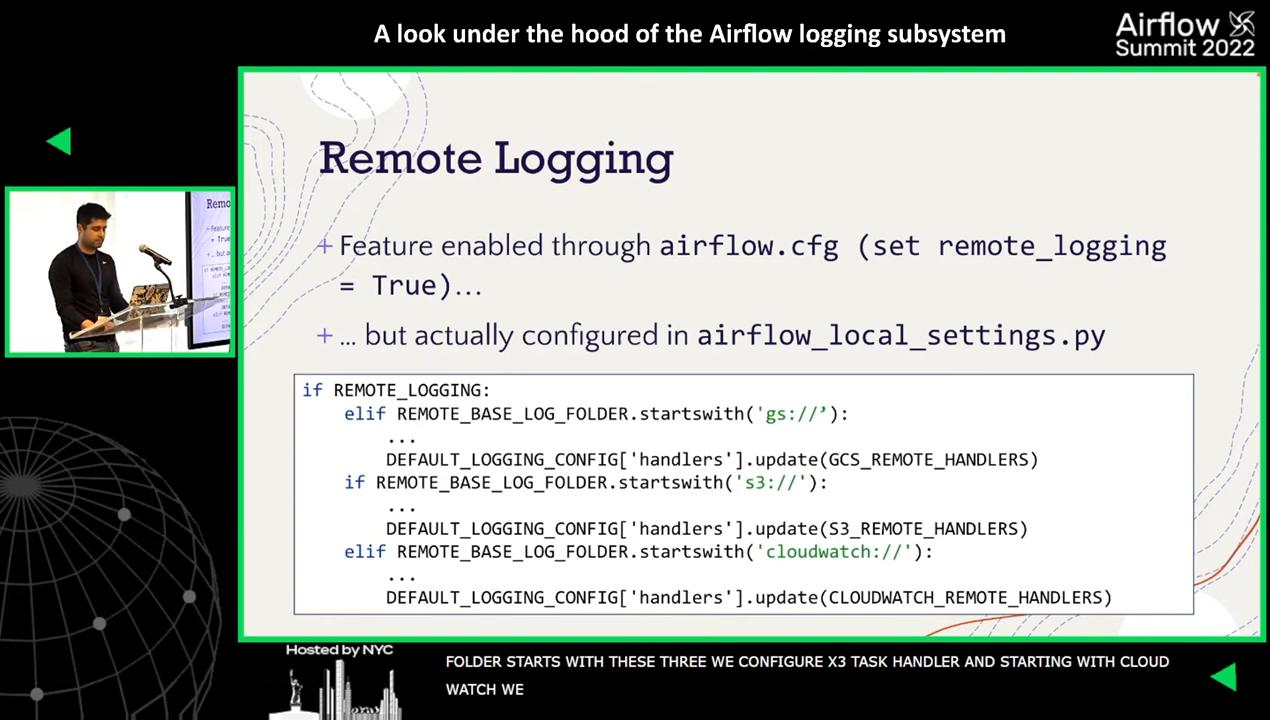 A look under the hood of the Airflow logging subsystem
Airflow
Summit 2022
Remote Logging
+ Feature enabled through airflow.cfg (set remote_logging
= True)…
+ … but actually configured in airflow_local_settings.py
if REMOTE_LOGGING:
    elif REMOTE_BASE_LOG_FOLDER.startswith('gs://’):
        ...
        DEFAULT_LOGGING_CONFIG['handlers'].update(GCS_REMOTE_HANDLERS)
    if REMOTE_BASE_LOG_FOLDER.startswith('s3://'):
        ...
        DEFAULT_LOGGING_CONFIG['handlers'].update(S3_REMOTE_HANDLERS)
    elif REMOTE_BASE_LOG_FOLDER.startswith('cloudwatch://'):
        ...
        DEFAULT_LOGGING_CONFIG['handlers'].update(CLOUDWATCH_REMOTE_HANDLERS)
Hosted by NYC
FOLDER STARTS WITH THESE THREE WE CONFIGURE X3 TASK HANDLER AND STARTING WITH CLOUD
WATCH WE